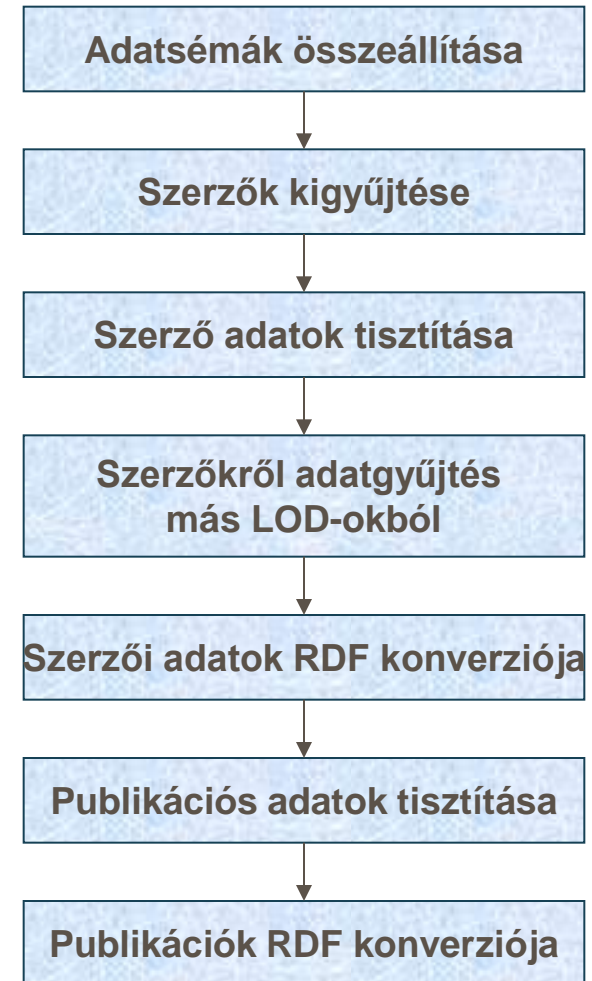 Adatsémák összeállítása
Szerzők kigyűjtése
Szerző adatok tisztítása
Szerzőkről adatgyűjtés
más LOD-okból
Szerzői adatok RDF konverziója
Publikációs adatok tisztítása
Publikációk RDF konverziója